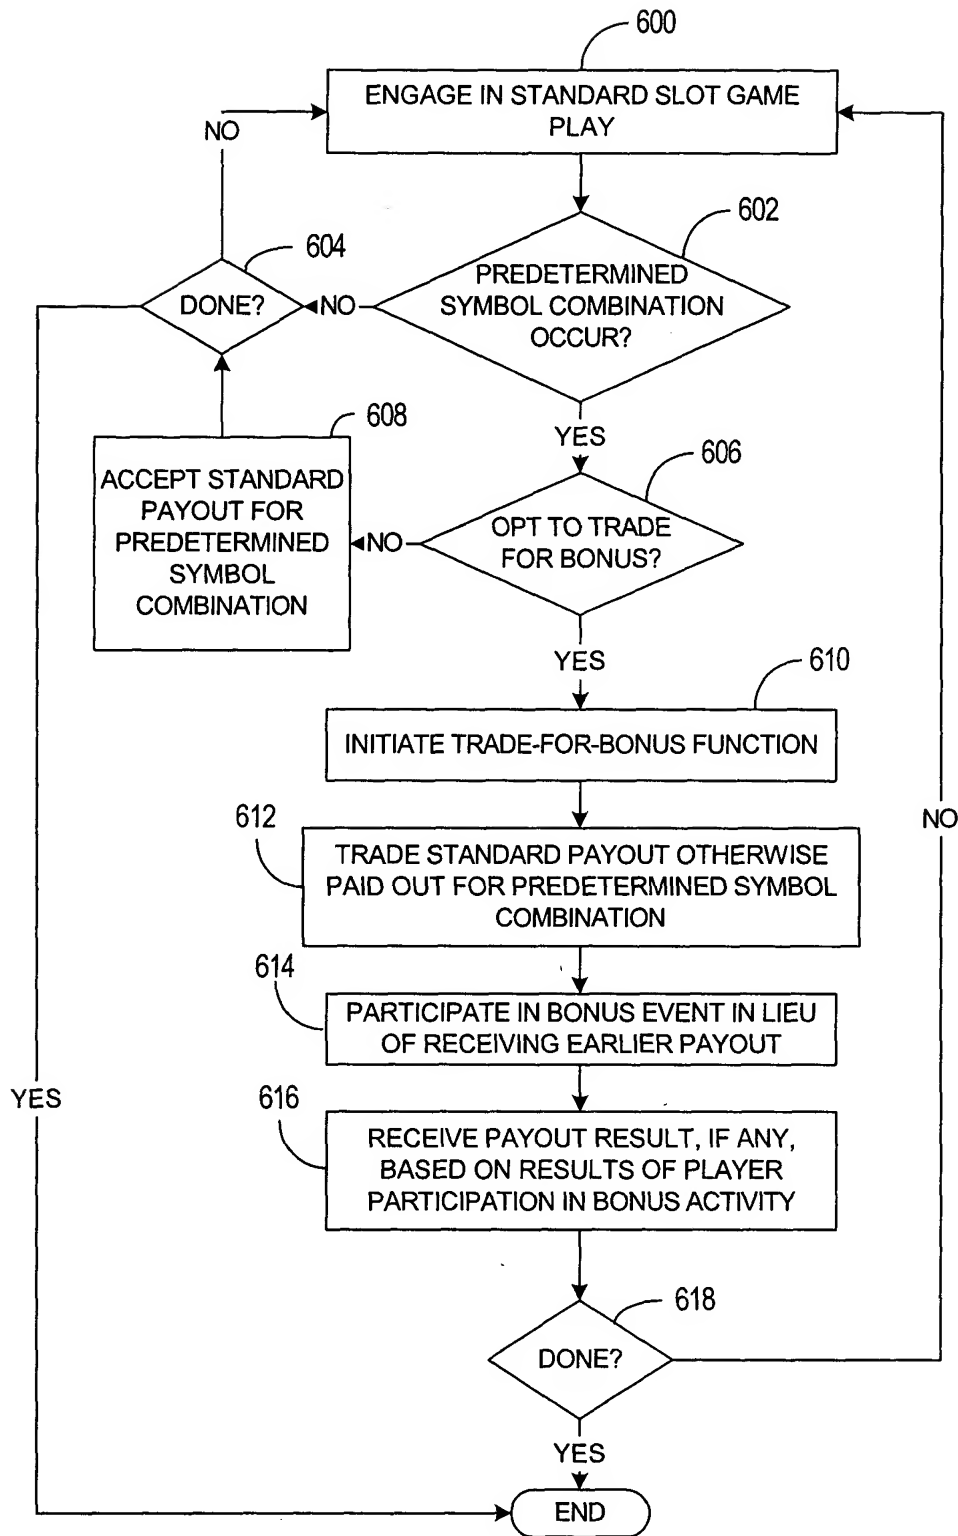 600
ENGAGE IN STANDARD SLOT GAME
PLAY
NO
602
604
PREDETERMINED
SYMBOL COMBINATION
OCCUR?
NO
DONE?
608
YES
606
ACCEPT STANDARD
PAYOUT FOR
PREDETERMINED
SYMBOL
COMBINATION
NO
OPT TO TRADE
FOR BONUS?
YES
610
INITIATE TRADE-FOR-BONUS FUNCTION
612
NO
TRADE STANDARD PAYOUT OTHERWISE
PAID OUT FOR PREDETERMINED SYMBOL
COMBINATION
614
PARTICIPATE IN BONUS EVENT IN LIEU
OF RECEIVING EARLIER PAYOUT
YES
616
RECEIVE PAYOUT RESULT, IF ANY,
BASED ON RESULTS OF PLAYER
PARTICIPATION IN BONUS ACTIVITY
618
DONE?
YES
END